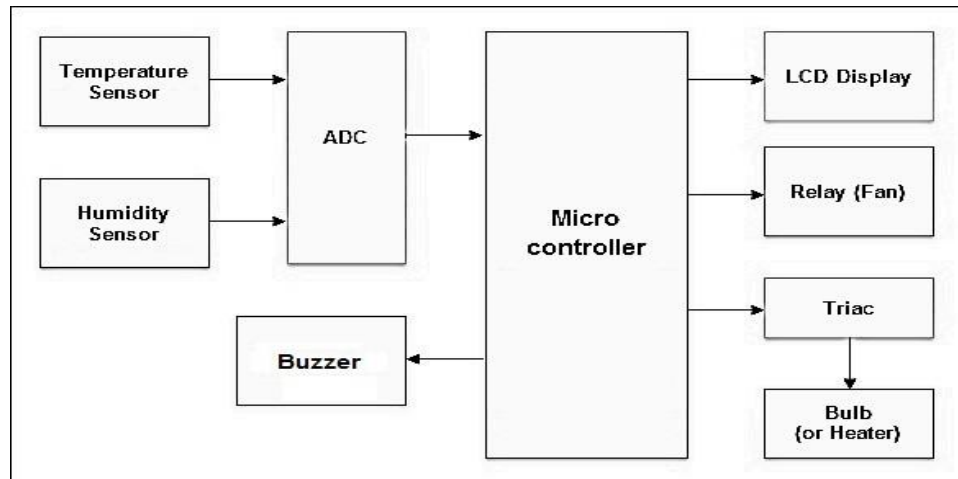 Temperature
Sensor
Humidity
Sensor
ADC
Micro
controller
Buzzer
LCD Display
Relay (Fan)
Triac
Bulb
(or Heater)